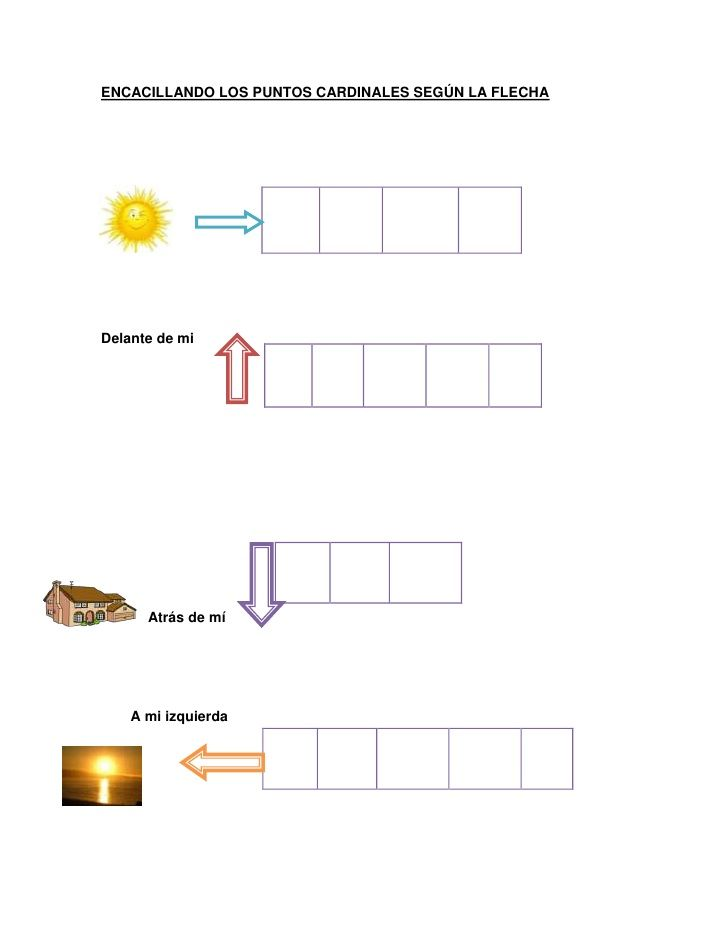 ENCACILLANDO LOS PUNTOS CARDINALES SEGÚN LA FLECHA
Delante de mi
Atrás de mí
A mi izquierda